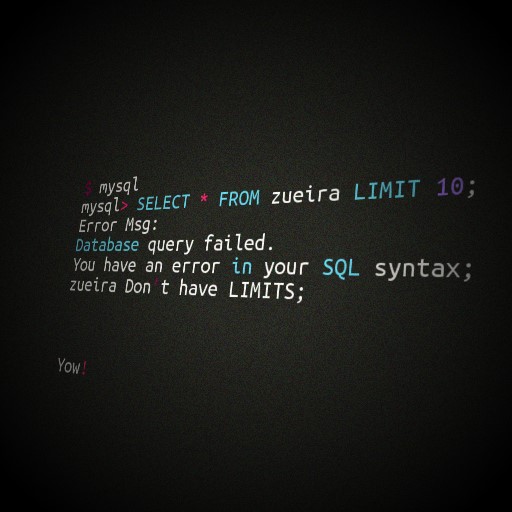 $ mysql
mysql> SELECT * FROM zueira LIMIT 10;
Error Msg:
Database query failed.
You have an error in your SQL syntax;
zueira Don't have LIMITS;
Yow!